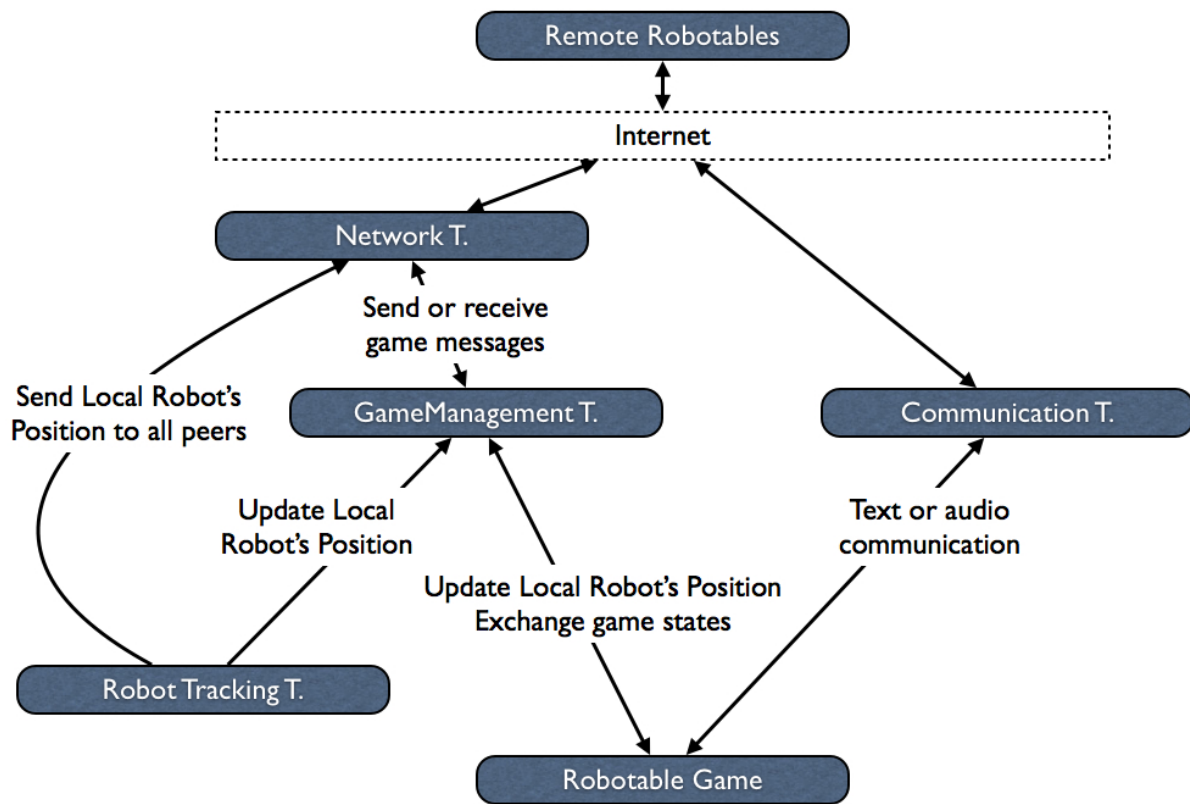 Remote Robotables
Internet
Network T.
Send or receive
game messages
Send Local Robot's
Position to all peers
GameManagement T.
Communication T.
Update Local
Robot's Position
Text or audio
communication
Update Local Robot's Position
Exchange game states
Robot Tracking T.
Robotable Game